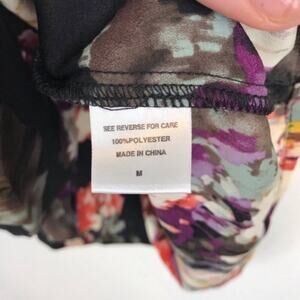 SEE REVERSE FOR CARE
100%POLYESTER
MADE IN CHINA
M